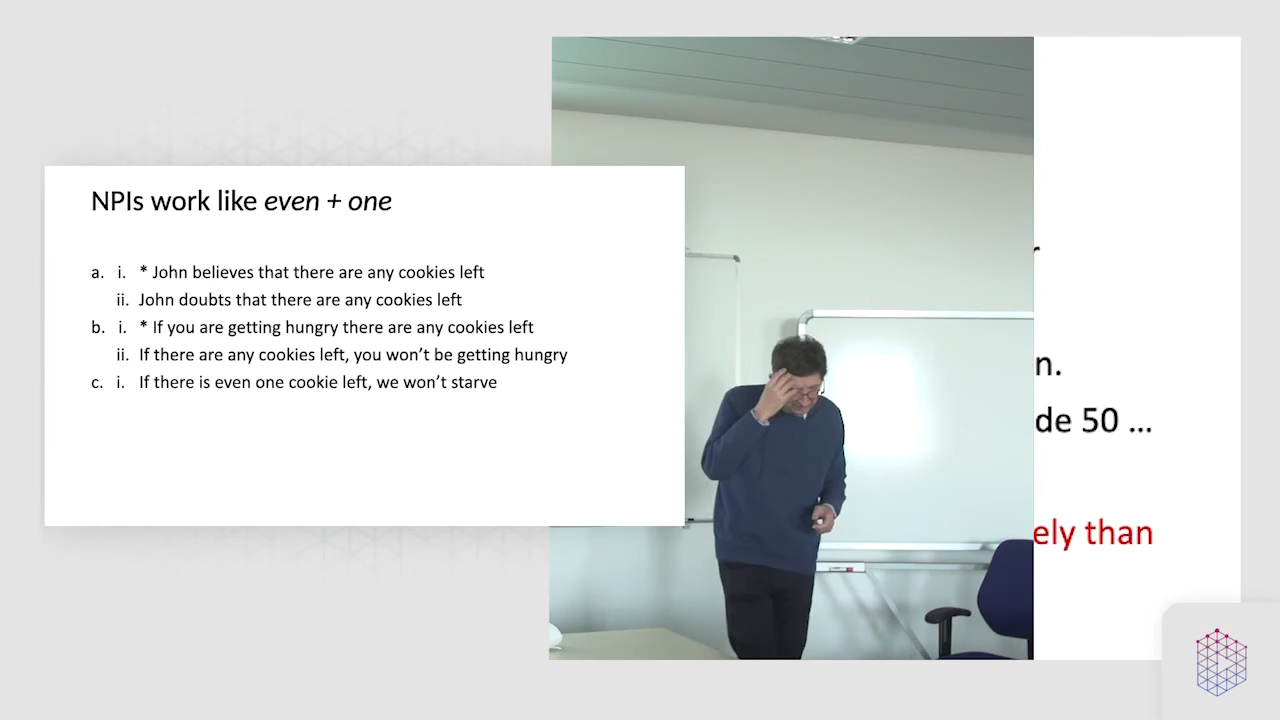 NPIs work like even + one
a. i. * John believes that there are any cookies left
ii. John doubts that there are any cookies left
b. i. * If you are getting hungry there are any cookies left
ii. If there are any cookies left, you won’t be getting hungry
c. i. If there is even one cookie left, we won’t starve
n.
de 50 ...
ely than